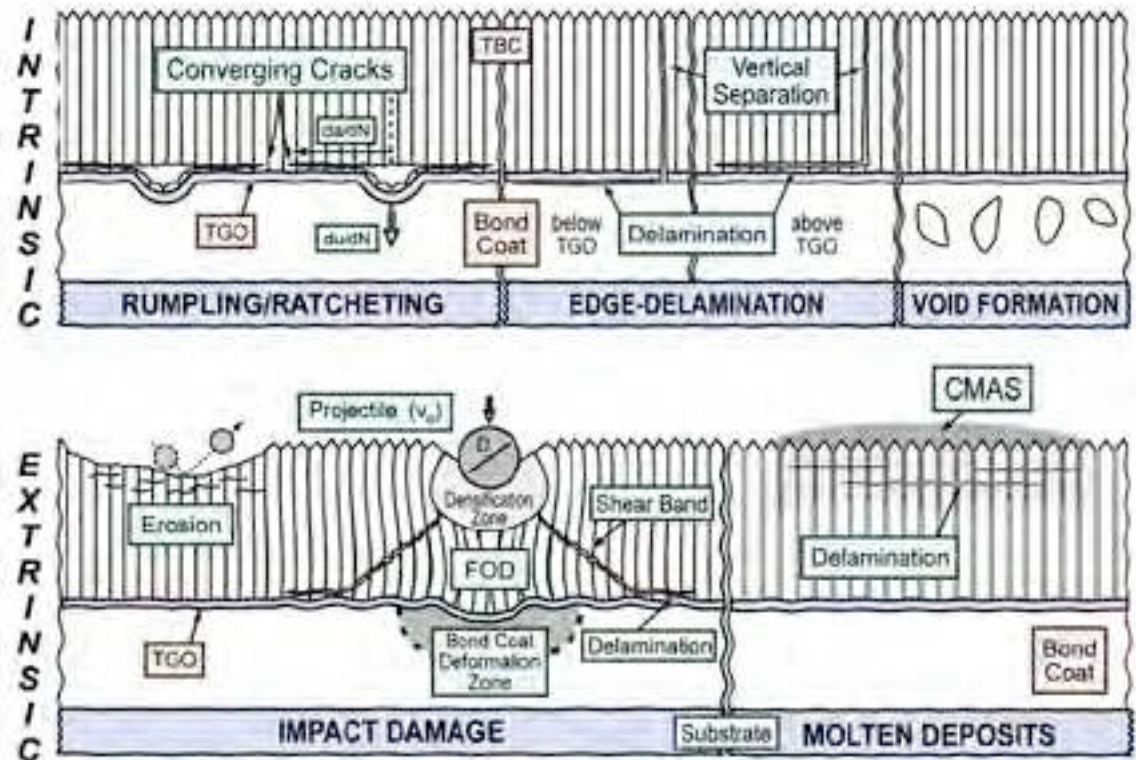 INTRINSIC
TBC
Converging Cracks
Vertical
Separation
da/dN
TGO
du/dN
Bond
Coat
below
TGO
Delamination
above
TGO
RUMPLING/RATCHETING
EDGE-DELAMINATION
VOID FORMATION
EXTRINSIC
CMAS
Projectile (v₀)
D
Densification
Zone
Erosion
Shear Band
FOD
Delamination
TGO
Bond Coat
Deformation
Zone
Delamination
Bond
Coat
IMPACT DAMAGE
Substrate
MOLTEN DEPOSITS